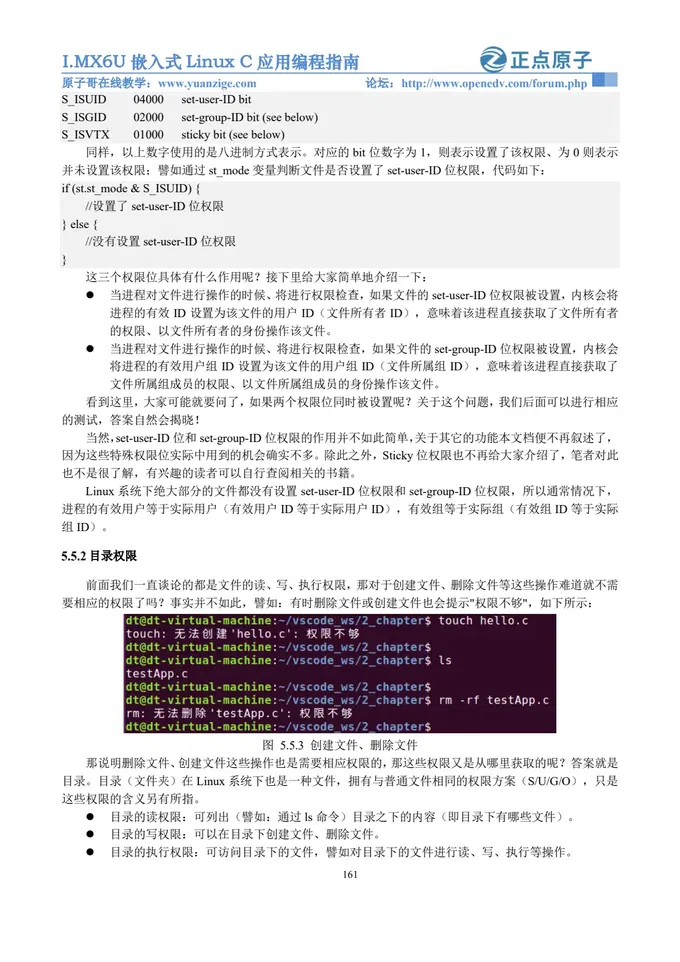 I.MX6U 嵌入式 Linux C 应用编程指南
正点原子
原子哥在线教学：www.yuanzige.com 论坛：http://www.openedv.com/forum.php
S_ISUID 04000 set-user-ID bit
S_ISGID 02000 set-group-ID bit (see below)
S_ISVTX 01000 sticky bit (see below)
同样，以上数字使用的是八进制方式表示。对应的 bit 位数字为 1，则表示设置了该权限、为 0 则表示
并未设置该权限；譬如通过 st_mode 变量判断文件是否设置了 set-user-ID 位权限，代码如下：
if (st.st_mode & S_ISUID) {
//设置了 set-user-ID 位权限
} else {
//没有设置 set-user-ID 位权限
}
这三个权限位具体有什么作用呢？接下里给大家简单地介绍一下：
● 当进程对文件进行操作的时候、将进行权限检查，如果文件的 set-user-ID 位权限被设置，内核会将
进程的有效 ID 设置为该文件的用户 ID（文件所有者 ID），意味着该进程直接获取了文件所有者
的权限、以文件所有者的身份操作该文件。
● 当进程对文件进行操作的时候、将进行权限检查，如果文件的 set-group-ID 位权限被设置，内核会
将进程的有效用户组 ID 设置为该文件的用户组 ID（文件所属组 ID），意味着该进程直接获取了
文件所属组成员的权限、以文件所属组成员的身份操作该文件。
看到这里，大家可能就要问了，如果两个权限位同时被设置呢？关于这个问题，我们后面可以进行相应
的测试，答案自然会揭晓！
当然，set-user-ID 位和 set-group-ID 位权限的作用并不如此简单，关于其它的功能本文档便不再叙述了，
因为这些特殊权限位实际中用到的机会确实不多。除此之外，Sticky 位权限也不再给大家介绍了，笔者对此
也不是很了解，有兴趣的读者可以自行查阅相关的书籍。
Linux 系统下绝大部分的文件都没有设置 set-user-ID 位权限和 set-group-ID 位权限，所以通常情况下，
进程的有效用户等于实际用户（有效用户 ID 等于实际用户 ID），有效组等于实际组（有效组 ID 等于实际
组 ID）。
5.5.2 目录权限
前面我们一直谈论的都是文件的读、写、执行权限，那对于创建文件、删除文件等这些操作难道就不需
要相应的权限了吗？事实并不如此，譬如：有时删除文件或创建文件也会提示"权限不够"，如下所示：
dt@dt-virtual-machine:~/vscode_ws/2_chapter$ touch hello.c
touch: 无法创建'hello.c': 权限不够
dt@dt-virtual-machine:~/vscode_ws/2_chapter$
dt@dt-virtual-machine:~/vscode_ws/2_chapter$ ls
testApp.c
dt@dt-virtual-machine:~/vscode_ws/2_chapter$
dt@dt-virtual-machine:~/vscode_ws/2_chapter$ rm -rf testApp.c
rm: 无法删除'testApp.c': 权限不够
dt@dt-virtual-machine:~/vscode_ws/2_chapter$
图 5.5.3 创建文件、删除文件
那说明删除文件、创建文件这些操作也是需要相应权限的，那这些权限又是从哪里获取的呢？答案就是
目录。目录（文件夹）在 Linux 系统下也是一种文件，拥有与普通文件相同的权限方案（S/U/G/O），只是
这些权限的含义另有所指。
● 目录的读权限：可列出（譬如：通过 ls 命令）目录之下的内容（即目录下有哪些文件）。
● 目录的写权限：可以在目录下创建文件、删除文件。
● 目录的执行权限：可访问目录下的文件，譬如对目录下的文件进行读、写、执行等操作。
161